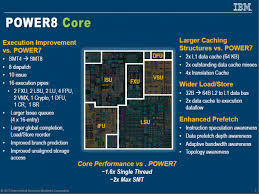 IBM
POWER8 Core
Execution Improvement
vs. POWER7
• SMT4 → SMT8
• 8 dispatch
• 10 issue
• 16 execution pipes:
• 2 FXU, 2 LSU, 2 LU, 4 FPU,
2 VMX, 1 Crypto, 1 DFU,
1 CR, 1 BR
• Larger Issue queues
(4 x 16-entry)
• Larger global completion,
Load/Store reorder
• Improved branch prediction
• Improved unaligned storage
access
DFU
ISU
VSU
FXU
IFU
LSU
Larger Caching
Structures vs. POWER7
• 2x L1 data cache (64 KB)
• 2x outstanding data cache misses
• 4x translation Cache
Wider Load/Store
• 32B → 64B L2 to L1 data bus
• 2x data cache to execution
dataflow
Enhanced Prefetch
• Instruction speculation awareness
• Data prefetch depth awareness
• Adaptive bandwidth awareness
• Topology awareness
Core Performance vs . POWER7
~1.6x Single Thread
~2x Max SMT